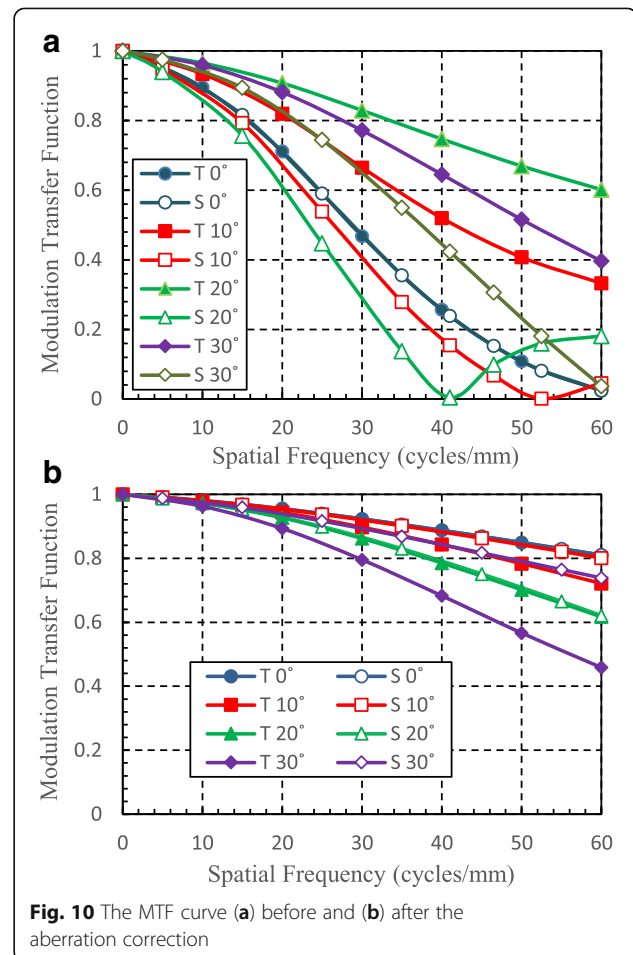 a
Modulation Transfer Function
1
0.8
0.6
0.4
0.2
0
T 0°
S 0°
T 10°
S 10°
T 20°
S 20°
T 30°
S 30°
0 10 20 30 40 50 60
Spatial Frequency (cycles/mm)
b
Modulation Transfer Function
1
0.8
0.6
0.4
0.2
0
T 0° S 0°
T 10° S 10°
T 20° S 20°
T 30° S 30°
0 10 20 30 40 50 60
Spatial Frequency (cycles/mm)
Fig. 10 The MTF curve (a) before and (b) after the
aberration correction